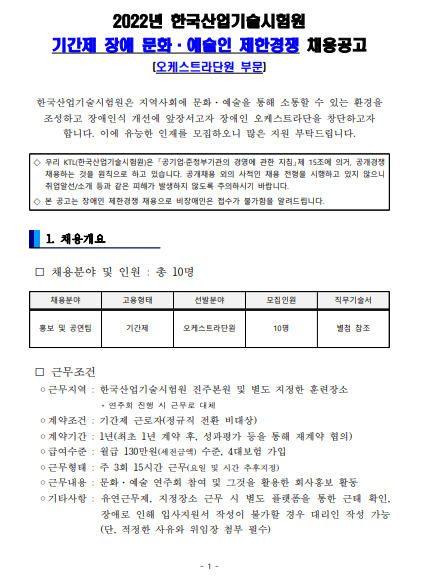 2022년 한국산업기술시험원
기간제 장애 문화·예술인 제한경쟁 채용공고
(오케스트라단원 부문)
한국산업기술시험원은 지역사회에 문화·예술을 통해 소통할 수 있는 환경을
조성하고 장애인식 개선에 앞장서고자 장애인 오케스트라단을 창단하고자
합니다. 이에 유능한 인재를 모집하오니 많은 지원 부탁드립니다.
◇ 우리 KTL(한국산업기술시험원)은 「공기업·준정부기관의 경영에 관한 지침」제 15조에 의거, 공개경쟁
채용하는 것을 원칙으로 하고 있습니다. 공개채용 외의 사적인 채용 전형을 시행하고 있지 않으니
취업알선/소개 등과 같은 피해가 발생하지 않도록 주의하시기 바랍니다.
◇ 본 공고는 장애인 제한경쟁 채용으로 비장애인은 접수가 불가함을 알려드립니다.
1. 채용개요
□ 채용분야 및 인원 : 총 10명
채용분야 고용형태 선발분야 모집인원 직무기술서
홍보 및 공연팀 기간제 오케스트라단원 10명 별첨 참조
□ 근무조건
○근무지역 : 한국산업기술시험원 진주본원 및 별도 지정한 훈련장소
* 연주회 진행 시 근무로 대체
○계약조건 : 기간제 근로자(정규직 전환 비대상)
○계약기간 : 1년(최초 1년 계약 후, 성과평가 등을 통해 재계약 협의)
○급여수준 : 월급 130만원(세전금액) 수준, 4대보험 가입
○근무형태 : 주 3회 15시간 근무(요일 및 시간 추후지정)
○근무내용 : 문화·예술 연주회 참여 및 그것을 활용한 회사홍보 활동
○기타사항 : 유연근무제, 지정장소 근무 시 별도 플랫폼을 통한 근태 확인,
장애로 인해 입사지원서 작성이 불가할 경우 대리인 작성 가능
(단, 적정한 사유와 위임장 첨부 필수)
- 1 -